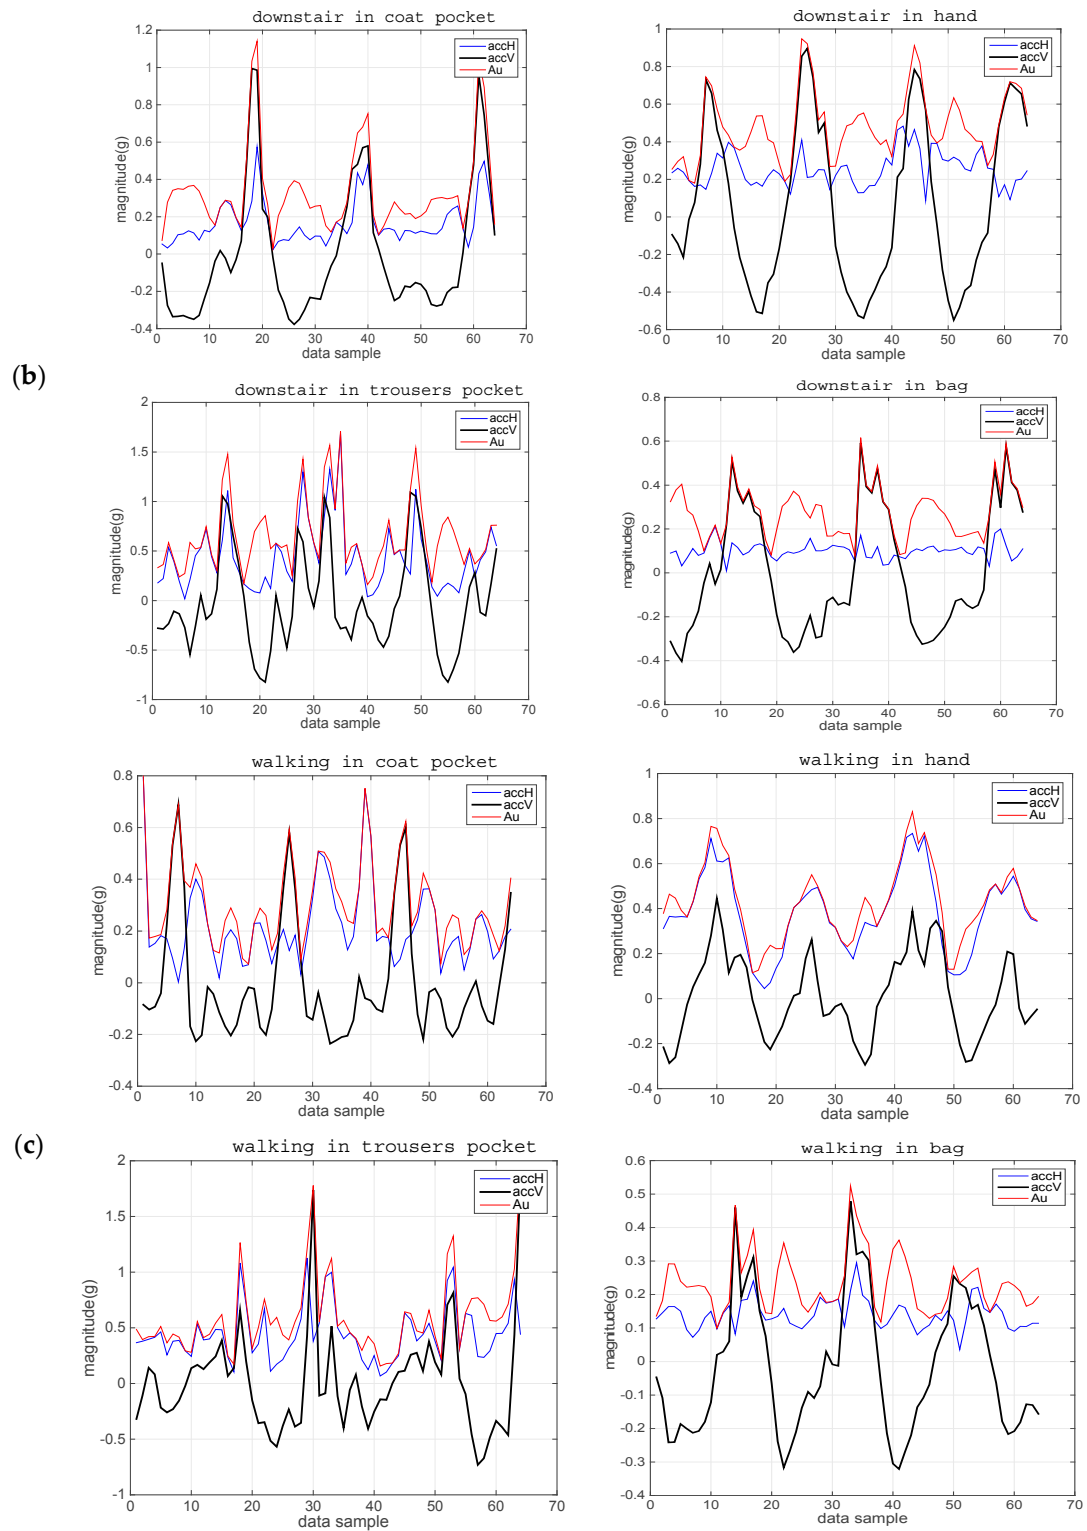 downstair in coat pocket
1.2
1
0.8
0.6
0.4
0.2
0
-0.2
-0.4
magnitude(g)
accH
accV
Au
0 10 20 30 40 50 60 70
data sample
downstair in hand
1
0.8
0.6
0.4
0.2
0
-0.2
-0.4
-0.6
magnitude(g)
accH
accV
Au
0 10 20 30 40 50 60 70
data sample
(b)
downstair in trousers pocket
2
1.5
1
0.5
0
-0.5
-1
magnitude(g)
accH
accV
Au
0 10 20 30 40 50 60 70
data sample
downstair in bag
0.8
0.6
0.4
0.2
0
-0.2
-0.4
-0.6
magnitude(g)
accH
accV
Au
0 10 20 30 40 50 60 70
data sample
walking in coat pocket
0.8
0.6
0.4
0.2
0
-0.2
-0.4
magnitude(g)
accH
accV
Au
0 10 20 30 40 50 60 70
data sample
walking in hand
1
0.8
0.6
0.4
0.2
0
-0.2
-0.4
magnitude(g)
accH
accV
Au
0 10 20 30 40 50 60 70
data sample
(c)
walking in trousers pocket
2
1.5
1
0.5
0
-0.5
-1
magnitude(g)
accH
accV
Au
0 10 20 30 40 50 60 70
data sample
walking in bag
0.6
0.5
0.4
0.3
0.2
0.1
0
-0.1
-0.2
-0.3
-0.4
magnitude(g)
accH
accV
Au
0 10 20 30 40 50 60 70
data sample